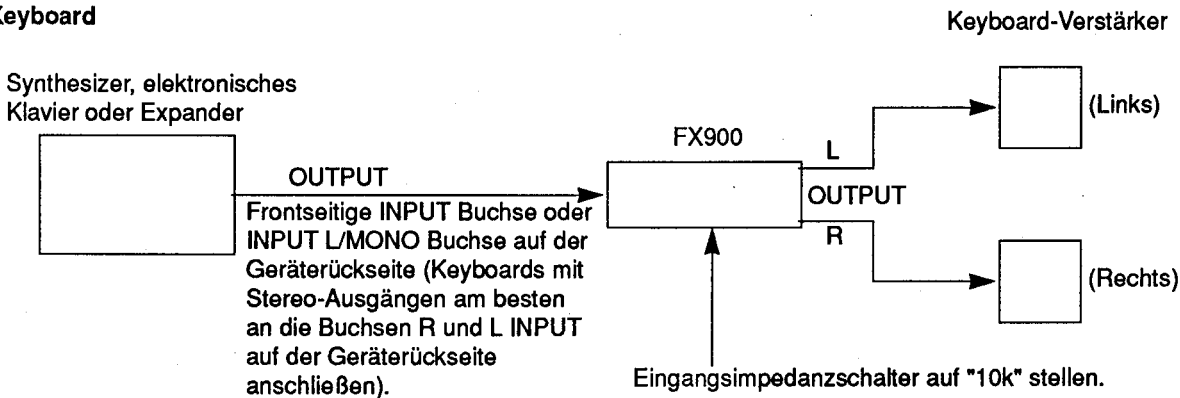 Keyboard
Keyboard-Verstärker
Synthesizer, elektronisches
Klavier oder Expander
(Links)
FX900
L
OUTPUT
OUTPUT
R
Frontseitige INPUT Buchse oder
INPUT L/MONO Buchse auf der
Geräterückseite (Keyboards mit
Stereo-Ausgängen am besten
an die Buchsen R und L INPUT
auf der Geräterückseite
anschließen).
(Rechts)
Eingangsimpedanzschalter auf "10k" stellen.